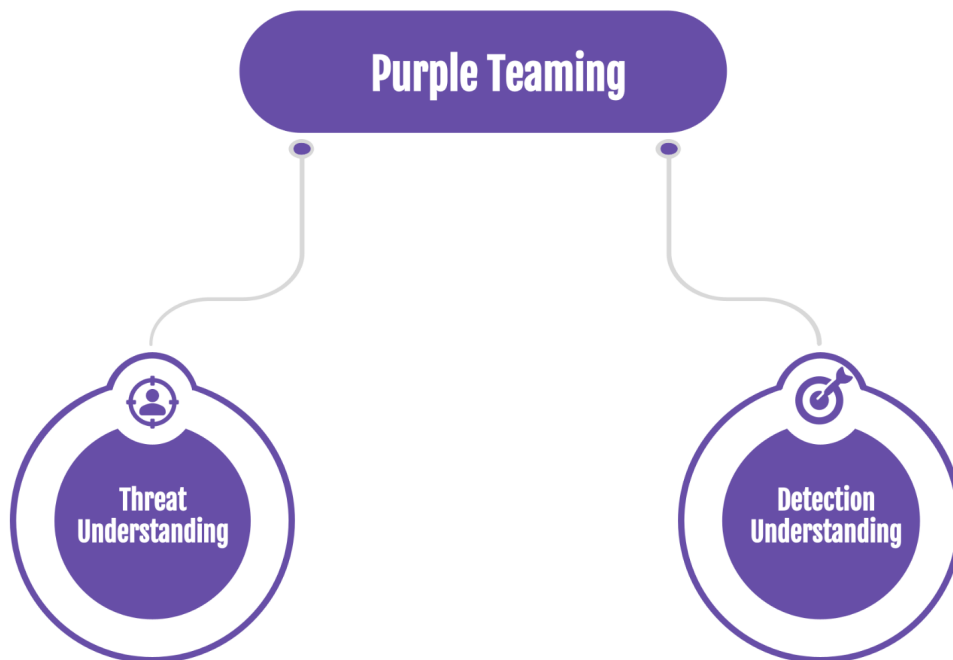 Purple Teaming
Threat
Understanding
Detection
Understanding